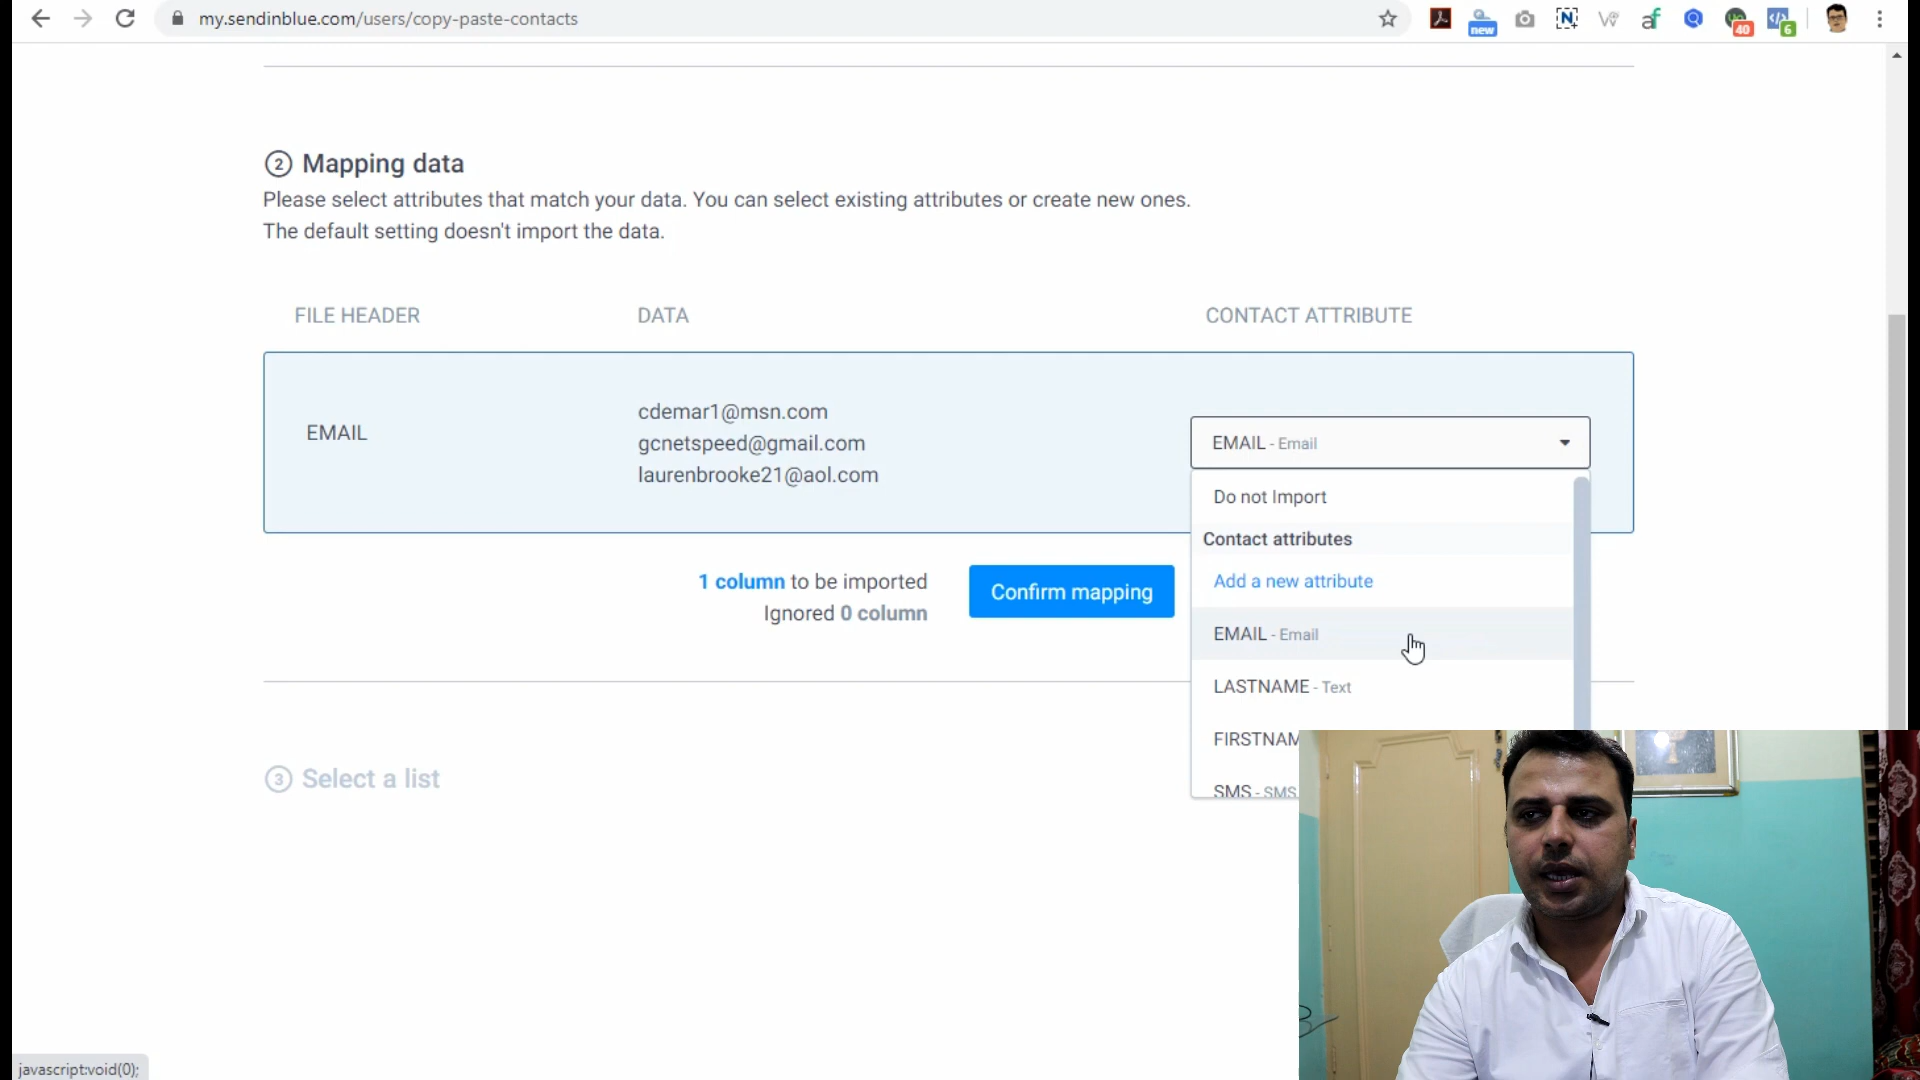 my.sendinblue.com/users/copy-paste-contacts
new
40
6
2 Mapping data
Please select attributes that match your data. You can select existing attributes or create new ones.
The default setting doesn't import the data.
FILE HEADER
DATA
CONTACT ATTRIBUTE
EMAIL
cdemar1@msn.com
gcnetspeed@gmail.com
laurenbrooke21@aol.com
EMAIL - Email
Do not Import
Contact attributes
Add a new attribute
EMAIL - Email
LASTNAME - Text
FIRSTNAM
SMS - SMS
1 column to be imported
Ignored 0 column
Confirm mapping
3 Select a list
javascript:void(0);